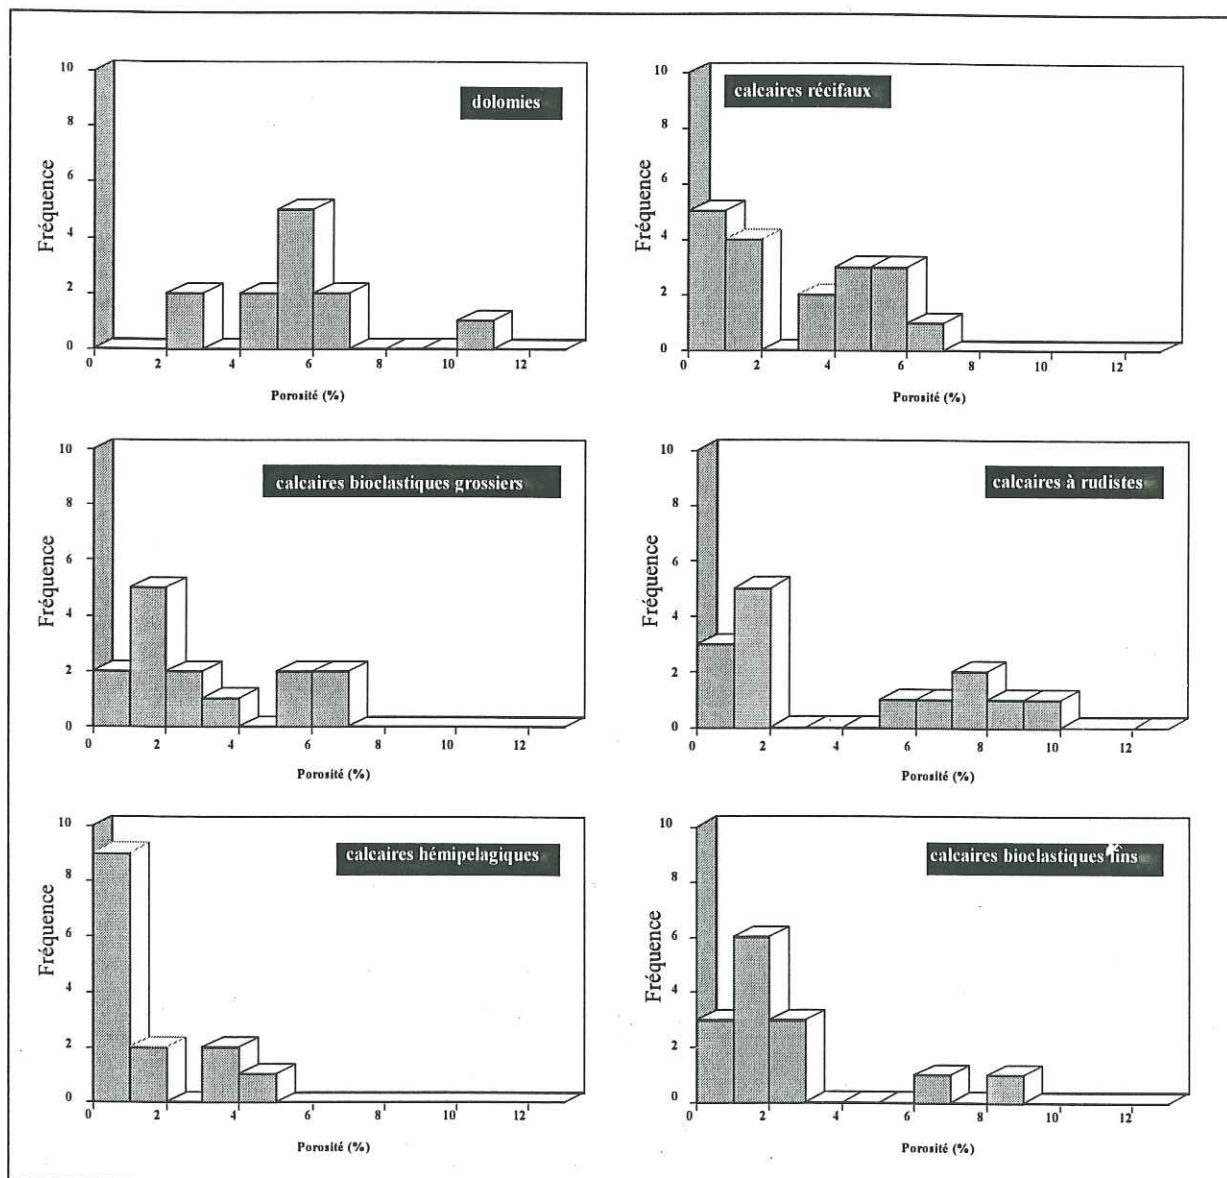 dolomies
10
8
6
4
2
0
Fréquence
0 2 4 6 8 10 12
Porosité (%)
calcaires récifaux
10
8
6
4
2
0
Fréquence
0 2 4 6 8 10 12
Porosité (%)
calcaires bioclastiques grossiers
10
8
6
4
2
0
Fréquence
0 2 4 6 8 10 12
Porosité (%)
calcaires à rudistes
10
8
6
4
2
0
Fréquence
0 2 4 6 8 10 12
Porosité (%)
calcaires hémipelagiques
10
8
6
4
2
0
Fréquence
0 2 4 6 8 10 12
Porosité (%)
calcaires bioclastiques fins
10
8
6
4
2
0
Fréquence
0 2 4 6 8 10 12
Porosité (%)